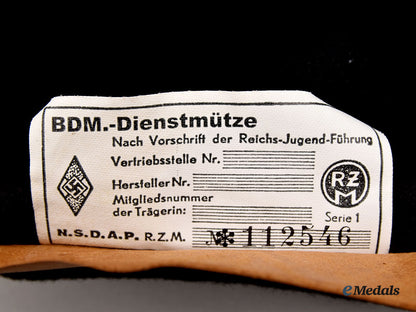 BDM.-Dienstmütze
Nach Vorschrift der Reichs-Jugend-Führung
Vertriebsstelle Nr.
Hersteller Nr.
Mitgliedsnummer
der Trägerin:
RZM
Serie 1
N.S.D.A.P. R.Z.M.
№ 112546
eMedals